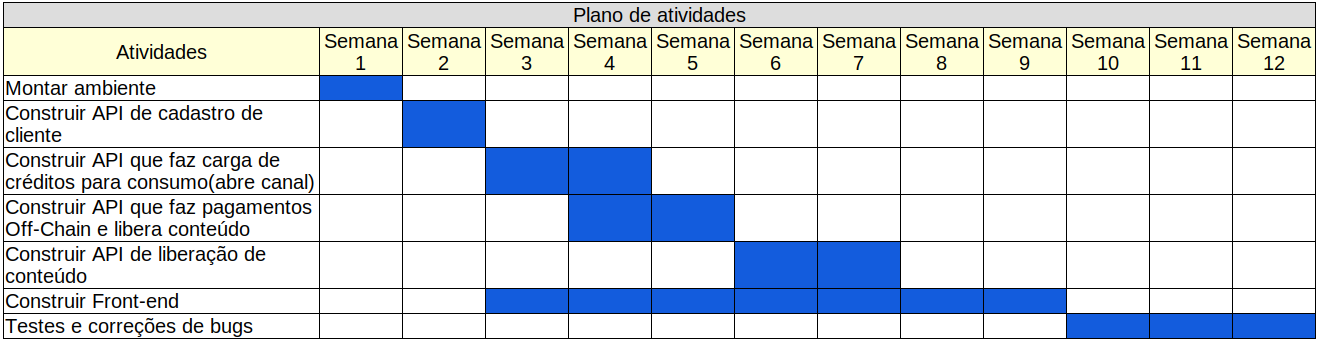 Plano de atividades
Atividades
Semana 1
Semana 2
Semana 3
Semana 4
Semana 5
Semana 6
Semana 7
Semana 8
Semana 9
Semana 10
Semana 11
Semana 12
Montar ambiente
Construir API de cadastro de
cliente
Construir API que faz carga de
créditos para consumo(abre canal)
Construir API que faz pagamentos
Off-Chain e libera conteúdo
Construir API de liberação de
conteúdo
Construir Front-end
Testes e correções de bugs